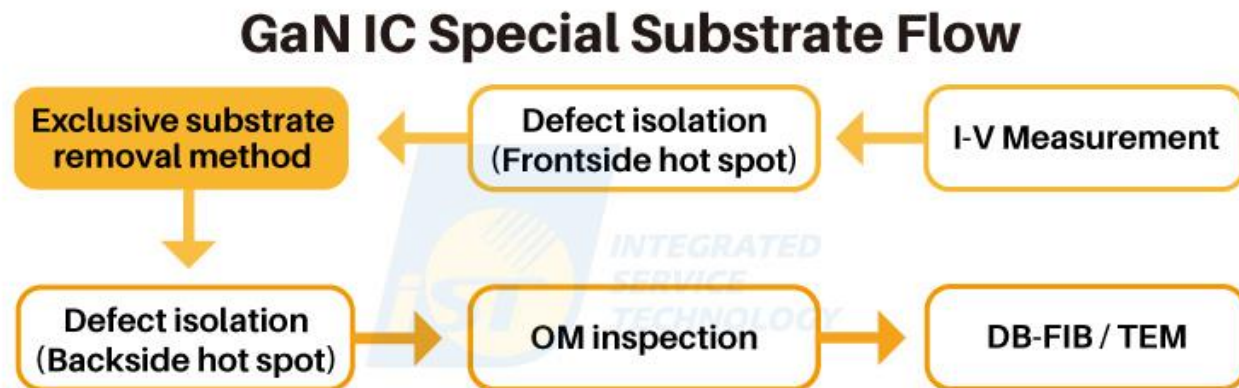 GaN IC Special Substrate Flow
Exclusive substrate
removal method
Defect isolation
(Frontside hot spot)
I-V Measurement
Defect isolation
(Backside hot spot)
OM inspection
DB-FIB / TEM
iST
INTEGRATED
SERVICE
TECHNOLOGY